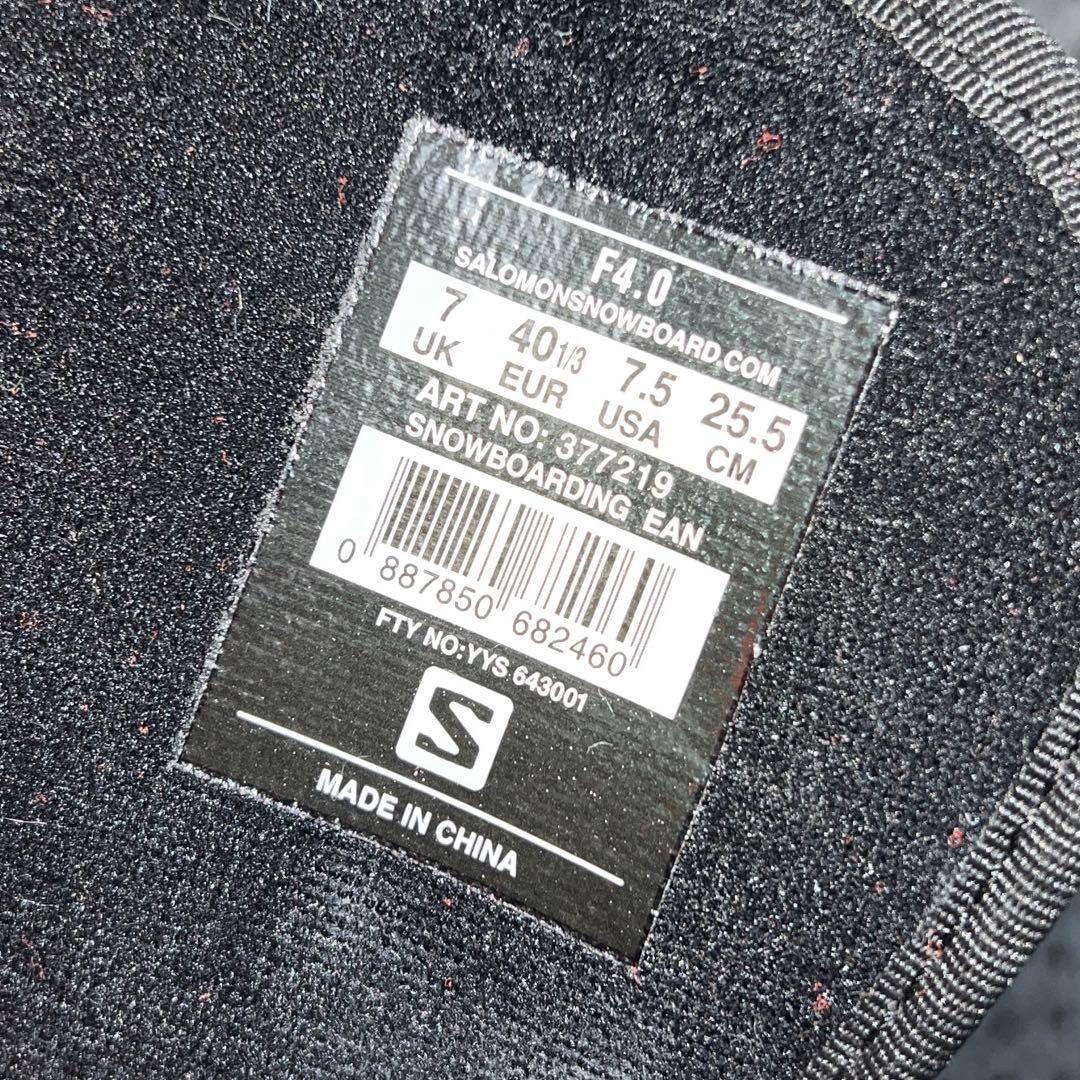 F4.0
SALOMONSNOWBOARD.COM
7 40 1/3 7.5 25.5
UK EUR USA CM
ART NO: 377219
SNOWBOARDING EAN
0 887850 682460
FTY NO:YYS 643001
S
MADE IN CHINA